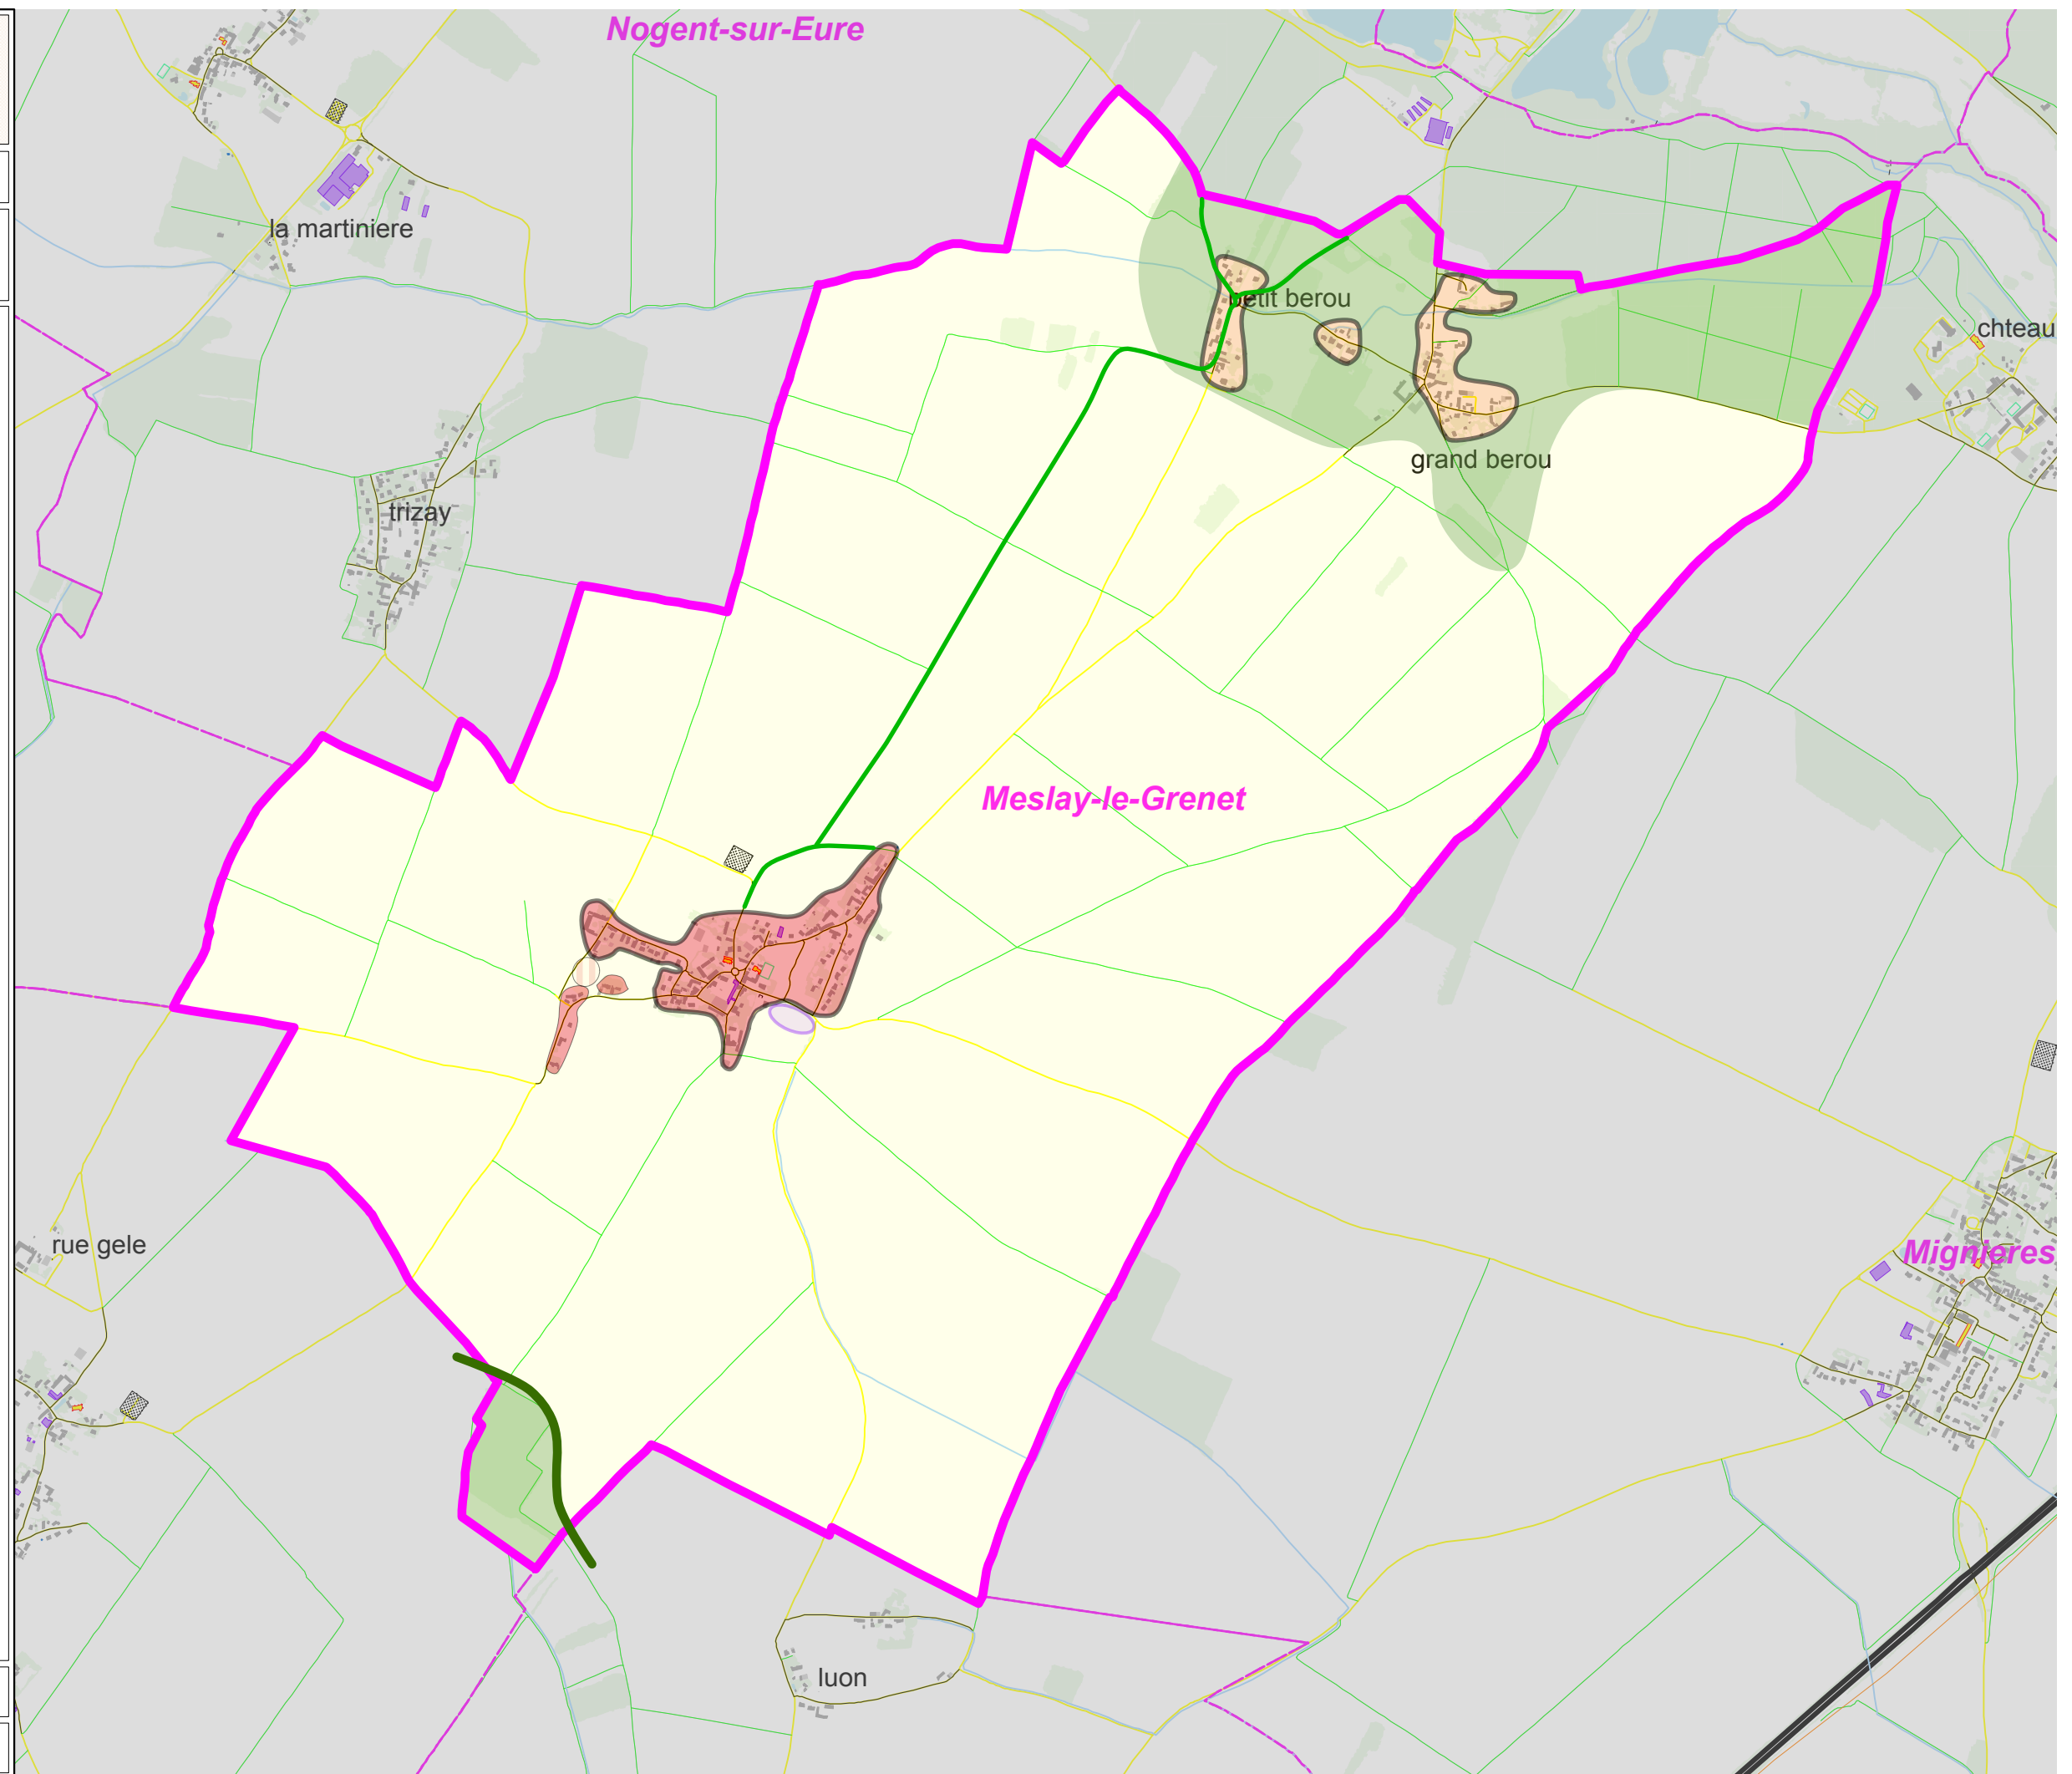 Nogent-sur-Eure
la martiniere
petit berou
chteau
grand berou
trizay
Meslay-le-Grenet
rue gele
Mignieres
luon